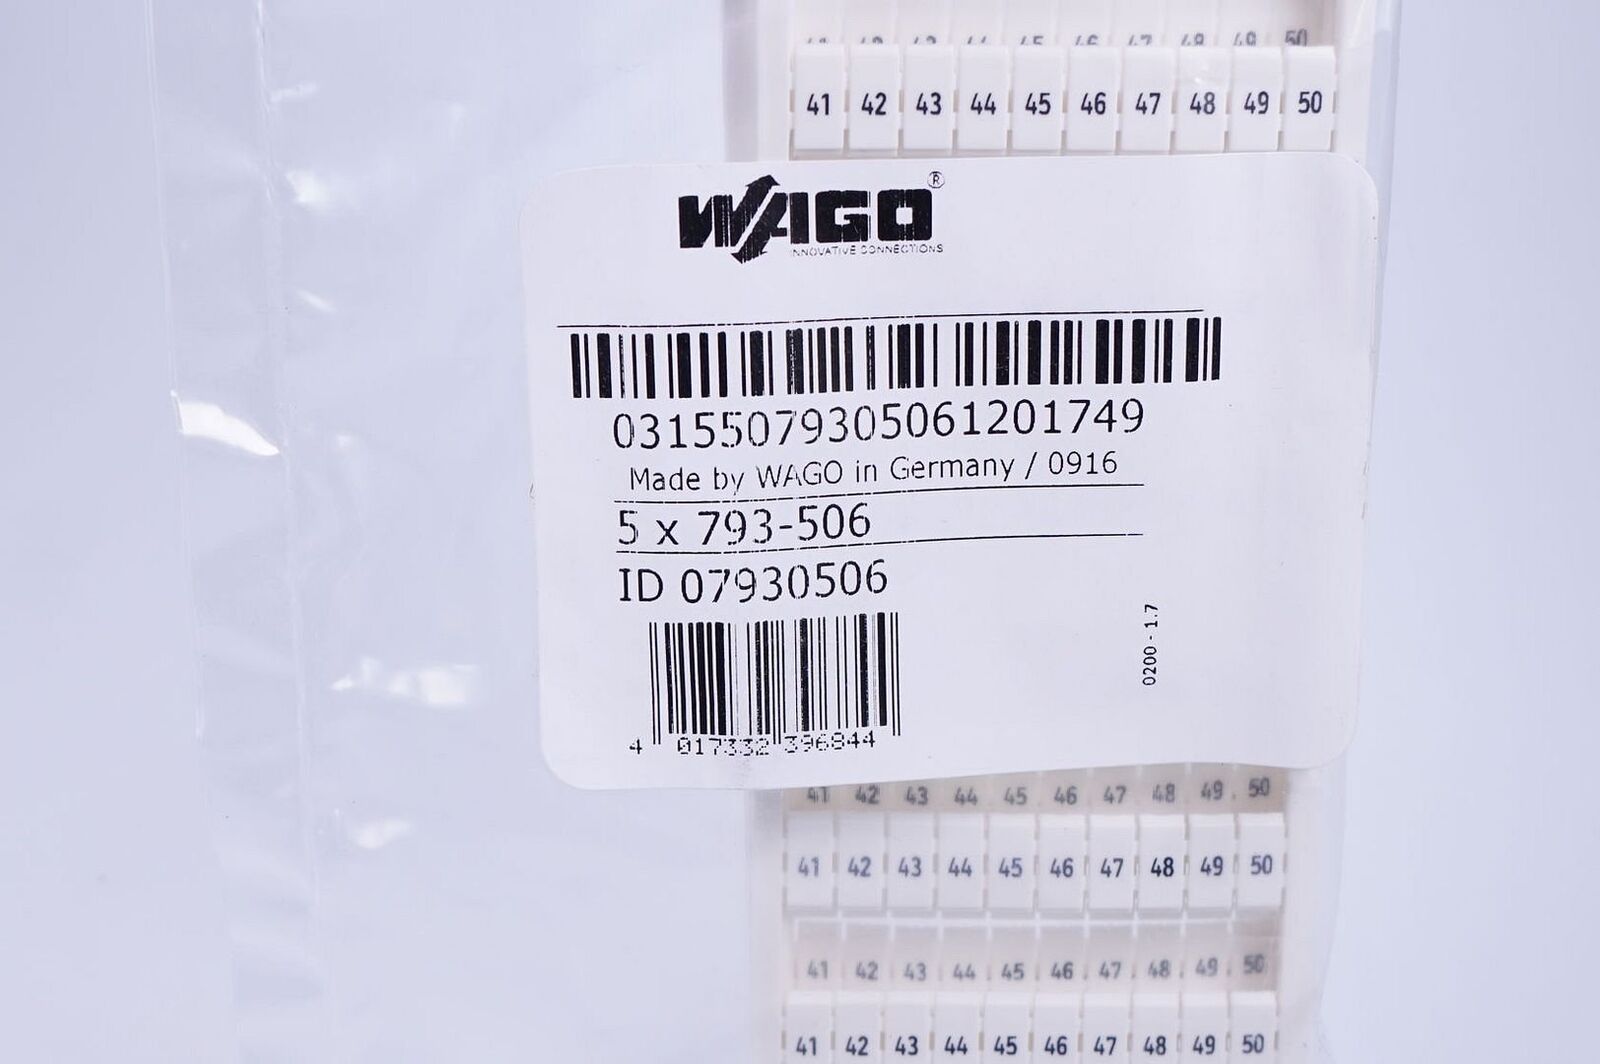 41 42 43 44 45 46 47 48 49 50
41 42 43 44 45 46 47 48 49 50
WAGO ®
INNOVATIVE CONNECTIONS
03155079305061201749
Made by WAGO in Germany / 0916
5 x 793-506
ID 07930506
0200 - 1.7
4 017332 396844
41 42 43 44 45 46 47 48 49 50
41 42 43 44 45 46 47 48 49 50
41 42 43 44 45 46 47 48 49 50
41 42 43 44 45 46 47 48 49 50